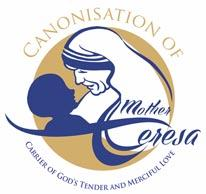 CANONISATION OF
Mother
Teresa
CARRIER OF GOD'S TENDER AND MERCIFUL LOVE